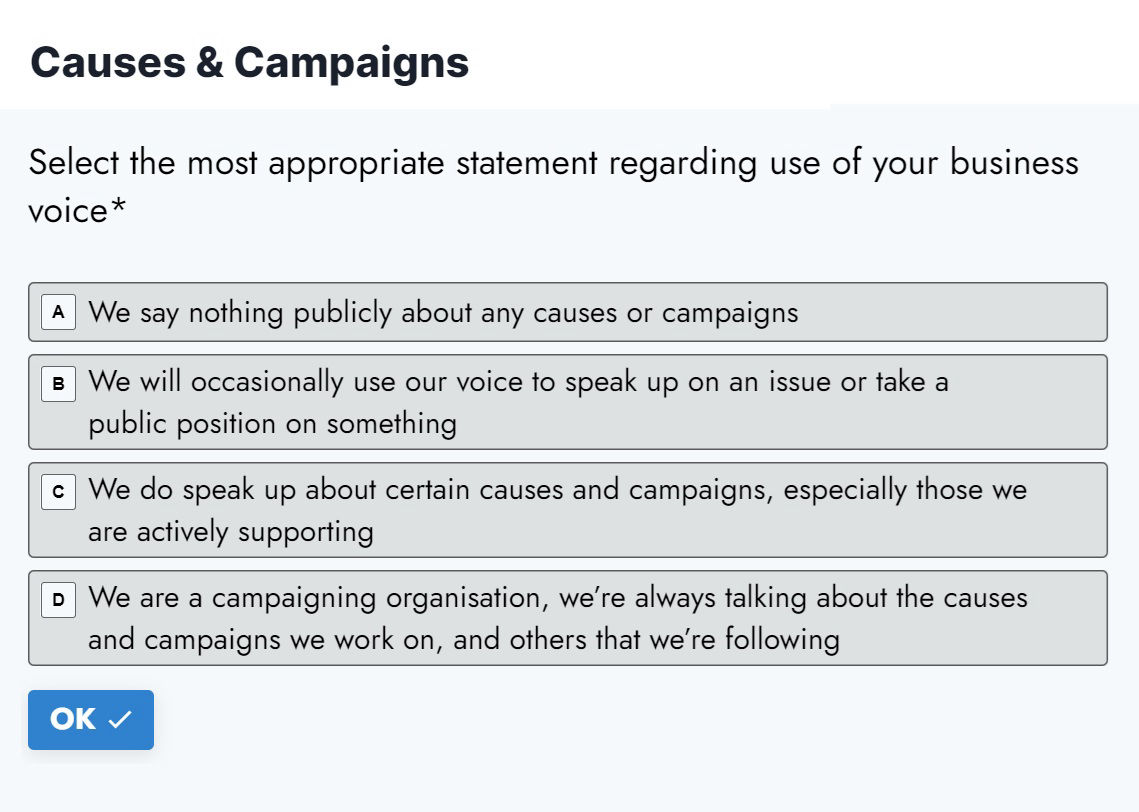 Causes & Campaigns
Select the most appropriate statement regarding use of your business
voice*
A We say nothing publicly about any causes or campaigns
B We will occasionally use our voice to speak up on an issue or take a
public position on something
C We do speak up about certain causes and campaigns, especially those we
are actively supporting
D We are a campaigning organisation, we’re always talking about the causes
and campaigns we work on, and others that we’re following
OK ✓